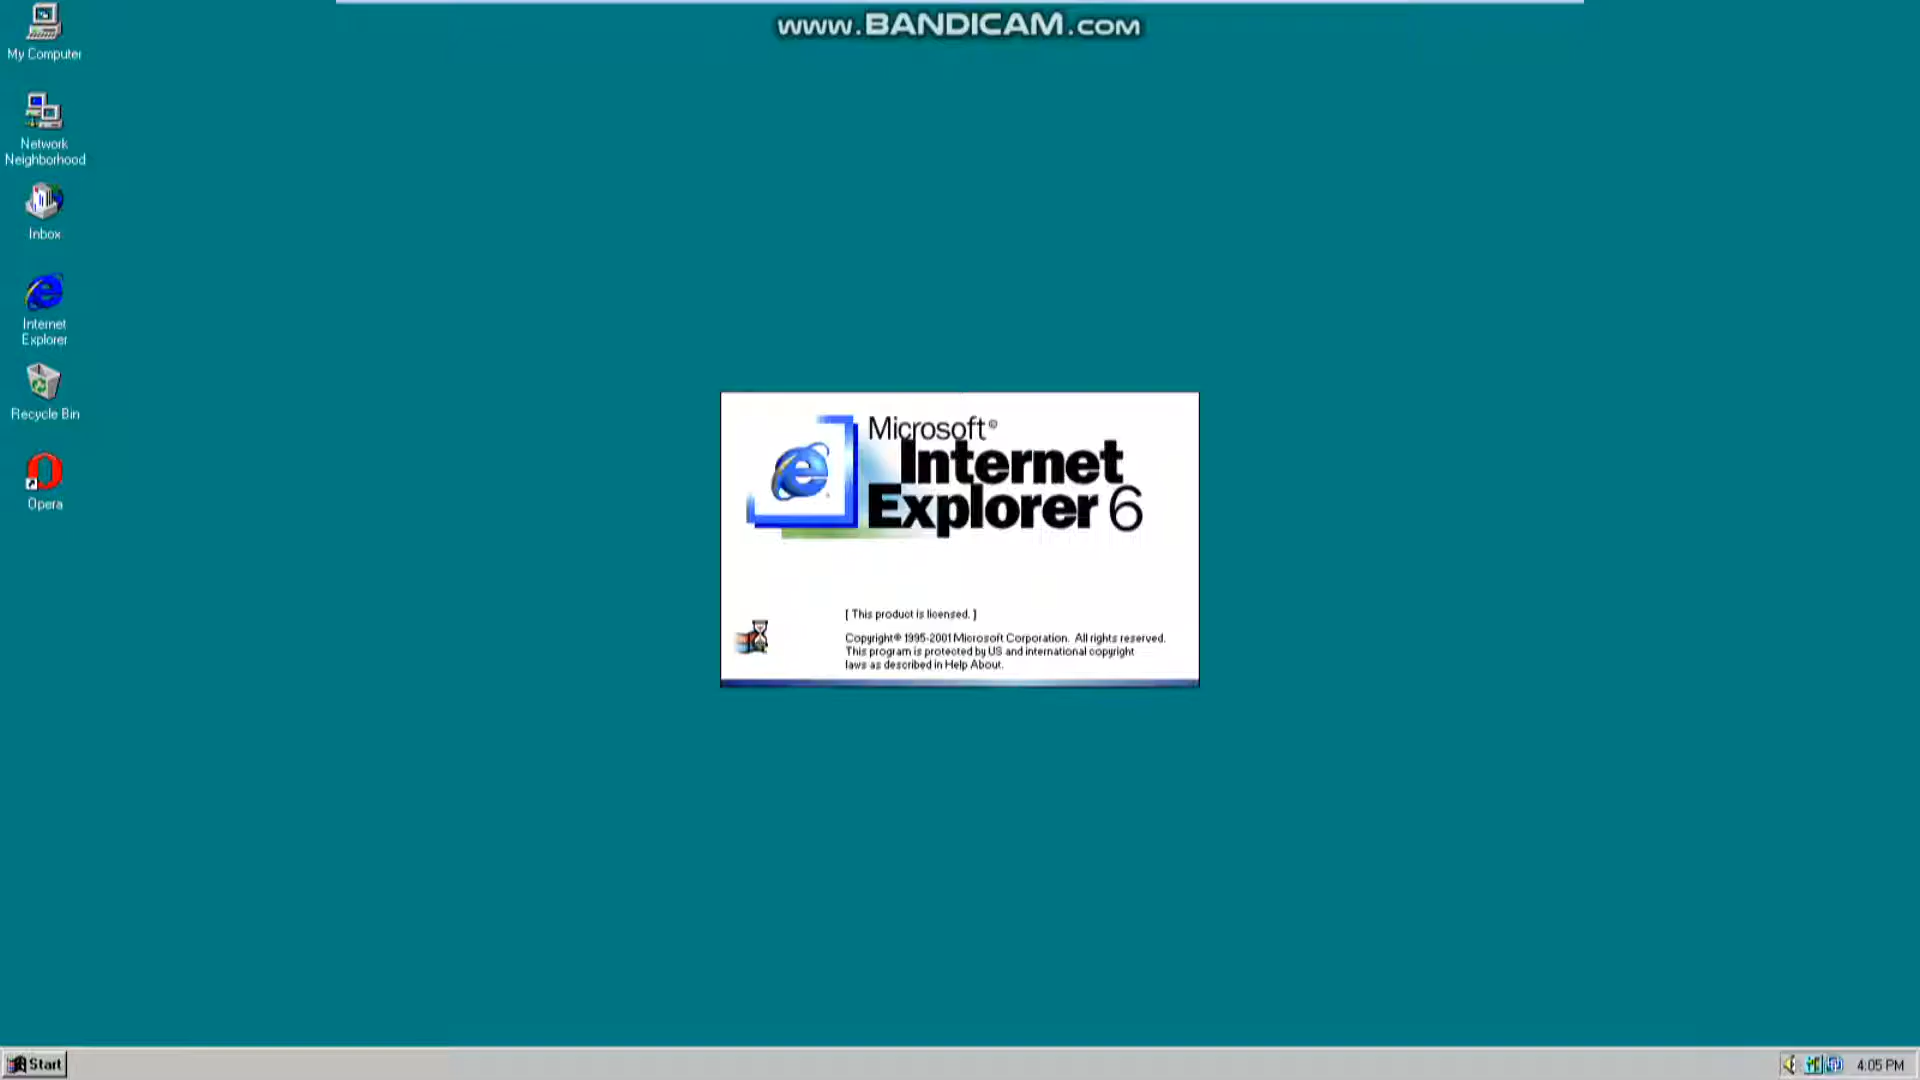 www.BANDICAM.com
My Computer
Network
Neighborhood
Inbox
Internet
Explorer
Recycle Bin
Opera
Microsoft®
Internet
Explorer 6
[ This product is licensed. ]
Copyright® 1995-2001 Microsoft Corporation. All rights reserved.
This program is protected by US and international copyright
laws as described in Help About.
Start
4:05 PM